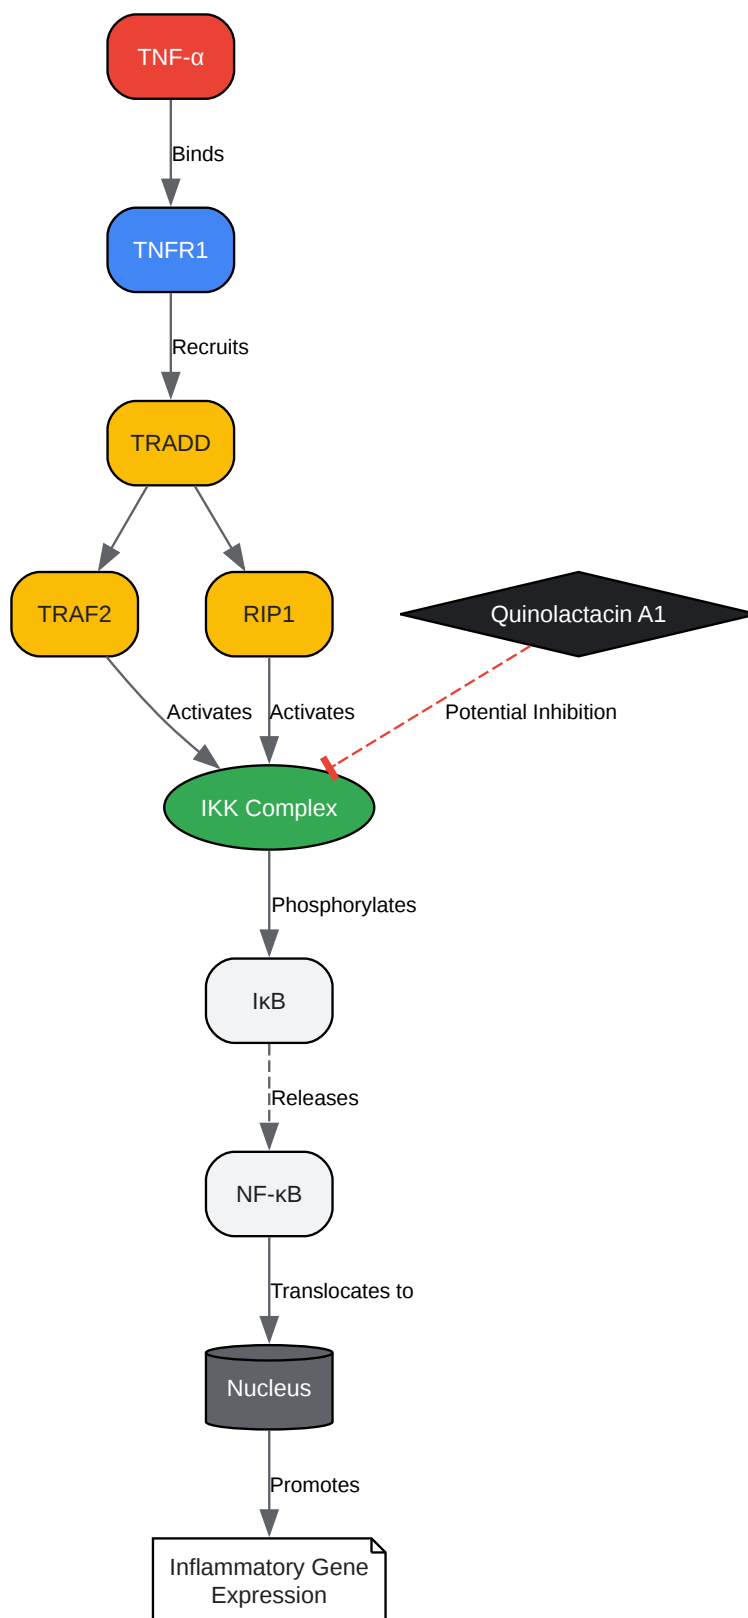 TNF-α
Binds
TNFR1
Recruits
TRADD
TRAF2
RIP1
Quinolactacin A1
Activates
Activates
Potential Inhibition
IKK Complex
Phosphorylates
IκB
Releases
NF-κB
Translocates to
Nucleus
Promotes
Inflammatory Gene
Expression